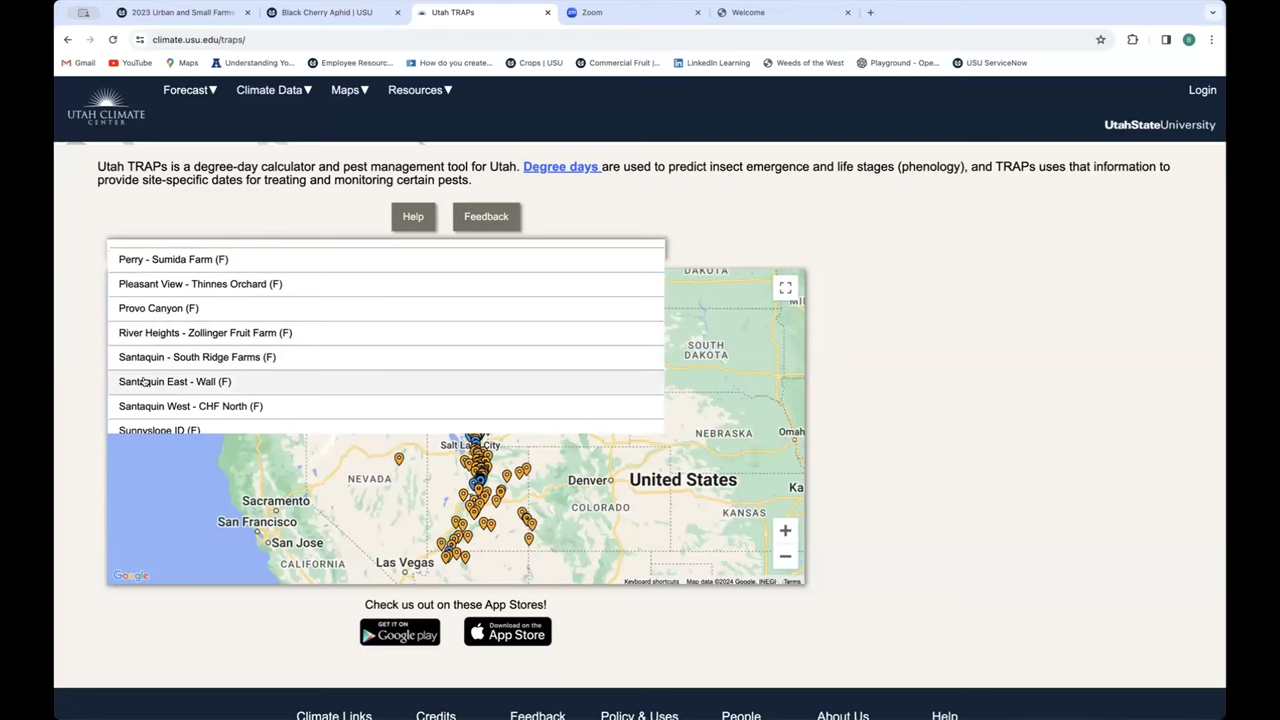 2023 Urban and Small Farms
Black Cherry Aphid | USU
Utah TRAPs
Zoom
Welcome
climate.usu.edu/traps/
B
Gmail
YouTube
Maps
Understanding Yo...
Employee Resourc...
How do you create...
Crops | USU
Commercial Fruit |...
LinkedIn Learning
Weeds of the West
Playground - Ope...
USU ServiceNow
UTAH CLIMATE
CENTER
Forecast▼
Climate Data▼
Maps▼
Resources▼
Login
UtahStateUniversity
Utah TRAPs is a degree-day calculator and pest management tool for Utah. Degree days are used to predict insect emergence and life stages (phenology), and TRAPs uses that information to
provide site-specific dates for treating and monitoring certain pests.
Help
Feedback
Perry - Sumida Farm (F)
Pleasant View - Thinnes Orchard (F)
Provo Canyon (F)
River Heights - Zollinger Fruit Farm (F)
Santaquin - South Ridge Farms (F)
Santaquin East - Wall (F)
Santaquin West - CHF North (F)
Sunnyslope ID (F)
DAKOTA
SOUTH
DAKOTA
NEBRASKA
Omah
Salt Lake City
NEVADA
Denver
United States
Ka
Sacramento
San Francisco
San Jose
COLORADO
KANSAS
CALIFORNIA
Las Vegas
+
−
Google
Keyboard shortcuts
Map data ©2024 Google, INEGI
Terms
Check us out on these App Stores!
GET IT ON
Google play
Download on the
App Store
Climate Links
Credits
Feedback
Policy & Uses
People
About Us
Help